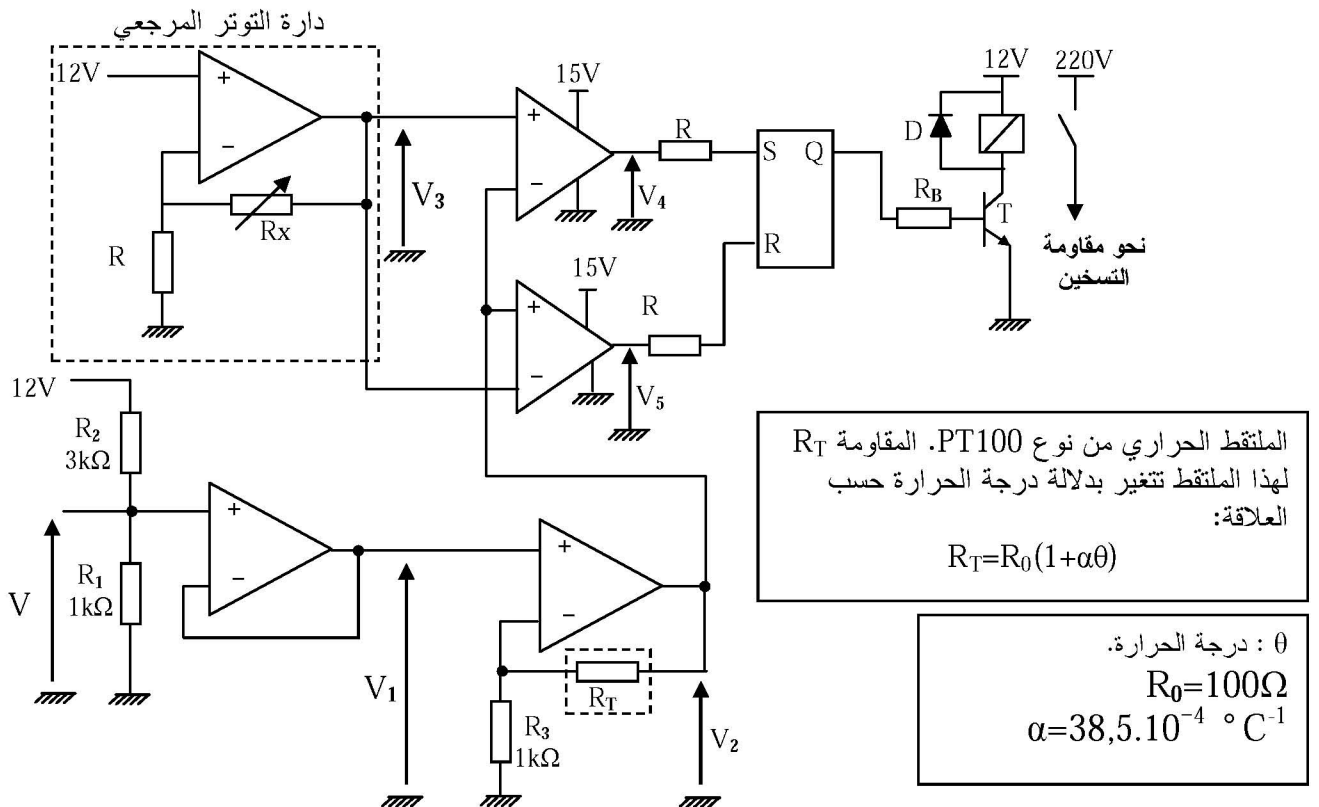 دارة التوتر المرجعي
12V
+
−
R
Rx
V3
15V
+
−
V4
R
S Q
R
RB
T
D
12V
220V
نحو مقاومة
التسخين
15V
+
−
V5
R
12V
R2
3kΩ
R1
1kΩ
V
+
−
V1
+
−
RT
R3
1kΩ
V2
الملتقط الحراري من نوع PT100. المقاومة RT
لهذا الملتقط تتغير بدلالة درجة الحرارة حسب
العلاقة:
RT=R0(1+αθ)
θ : درجة الحرارة.
R0=100Ω
α=38,5.10⁻⁴ °C⁻¹